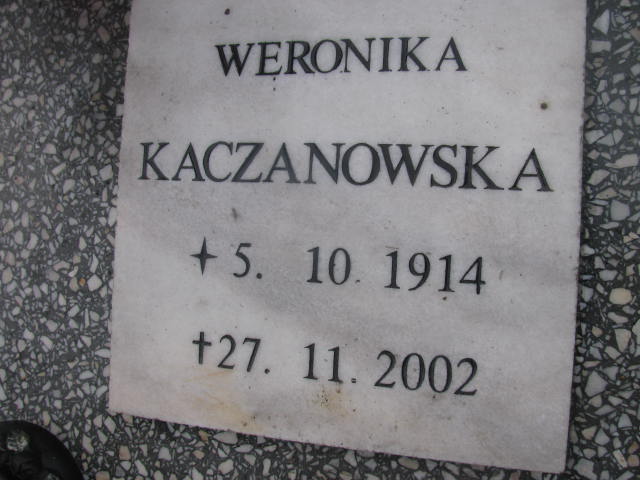 WERONIKA
KACZANOWSKA
✦ 5. 10. 1914
✝ 27. 11. 2002